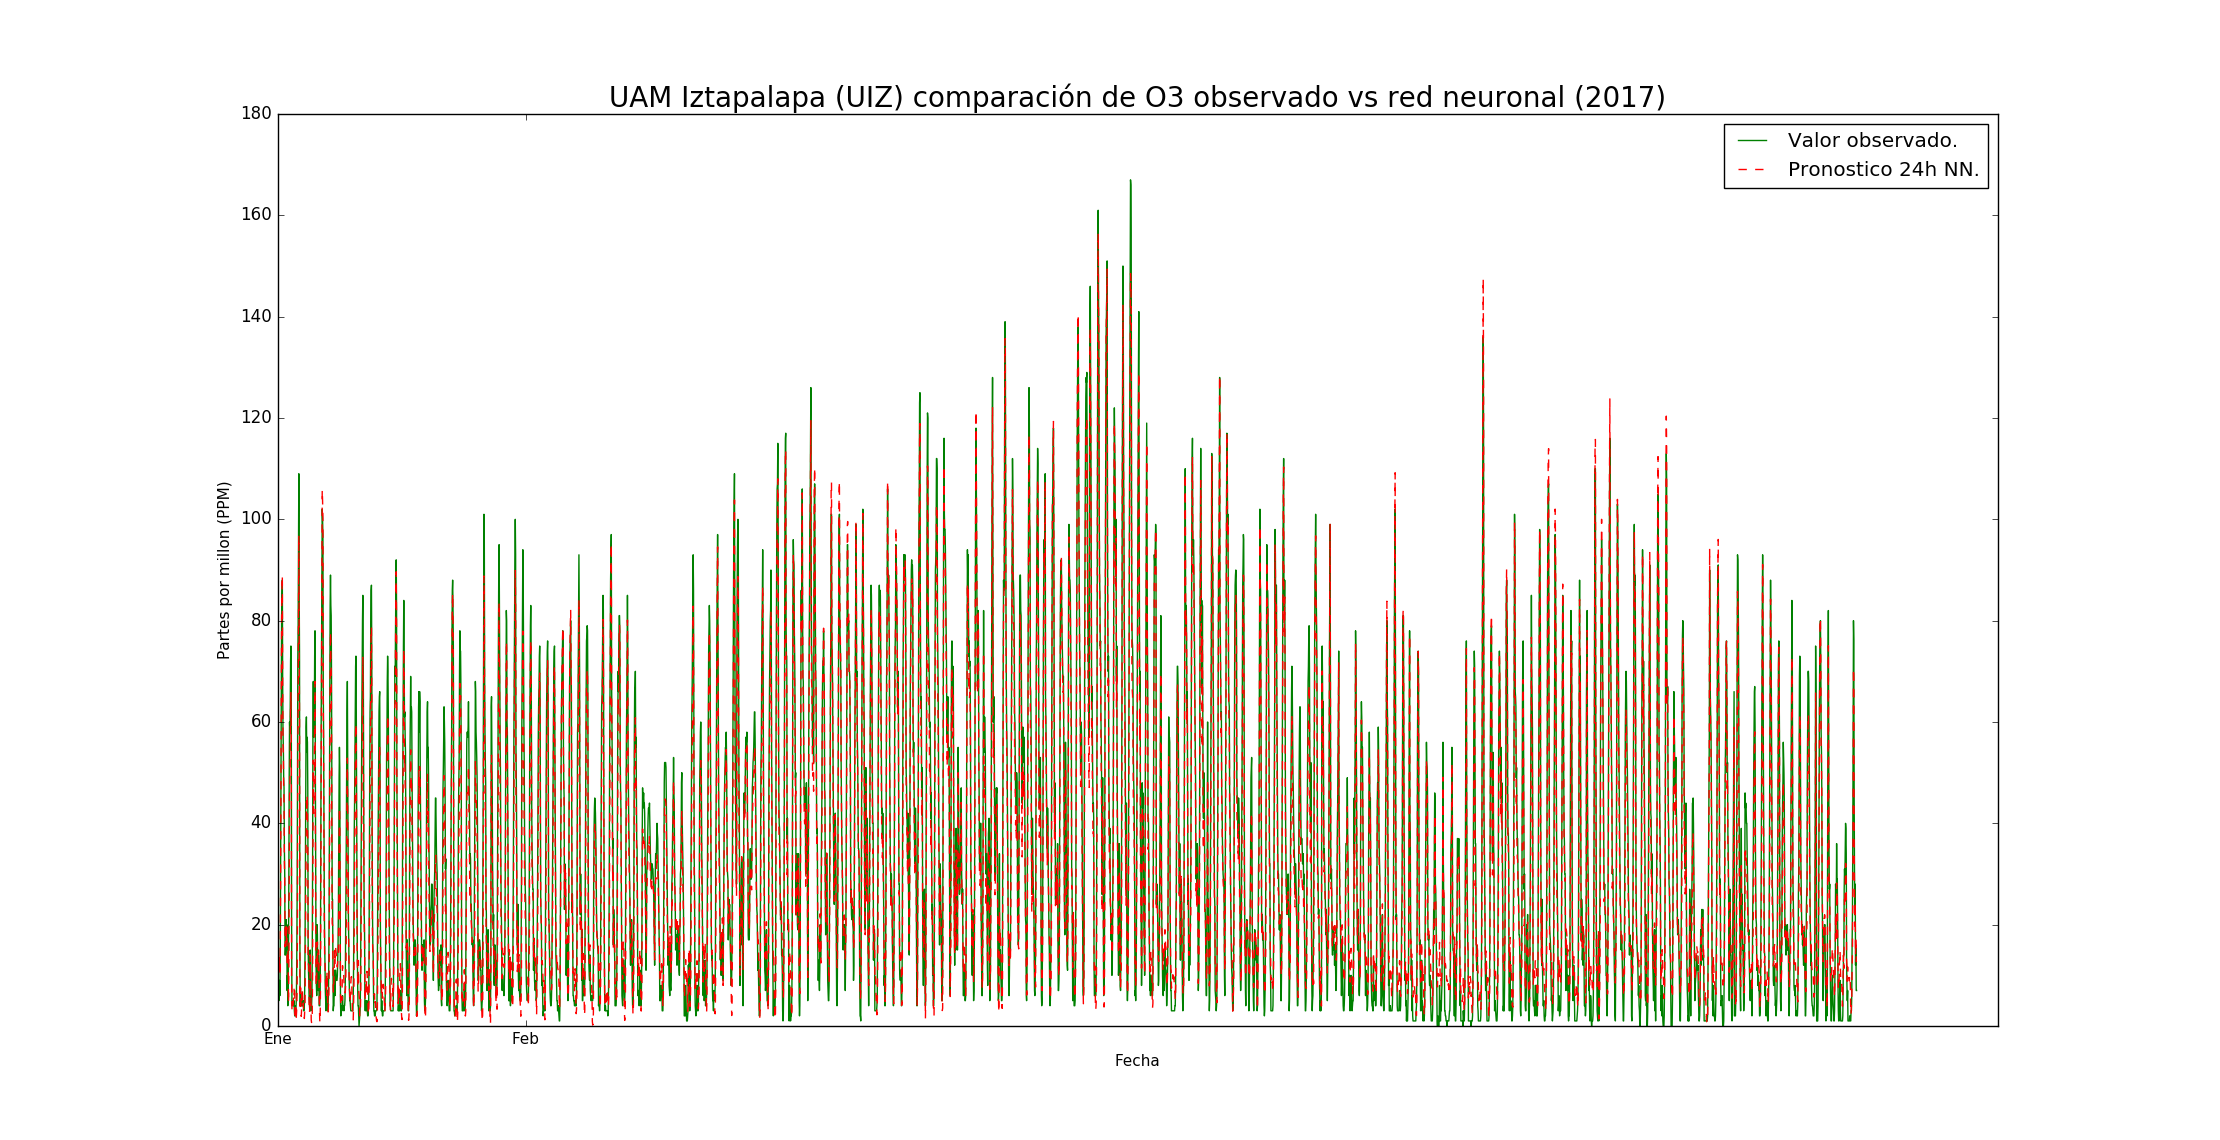 UAM Iztapalapa (UIZ) comparación de O3 observado vs red neuronal (2017)
180
160
140
120
100
80
60
40
20
0
Partes por millon (PPM)
Valor observado.
Pronostico 24h NN.
Ene
Feb
Fecha